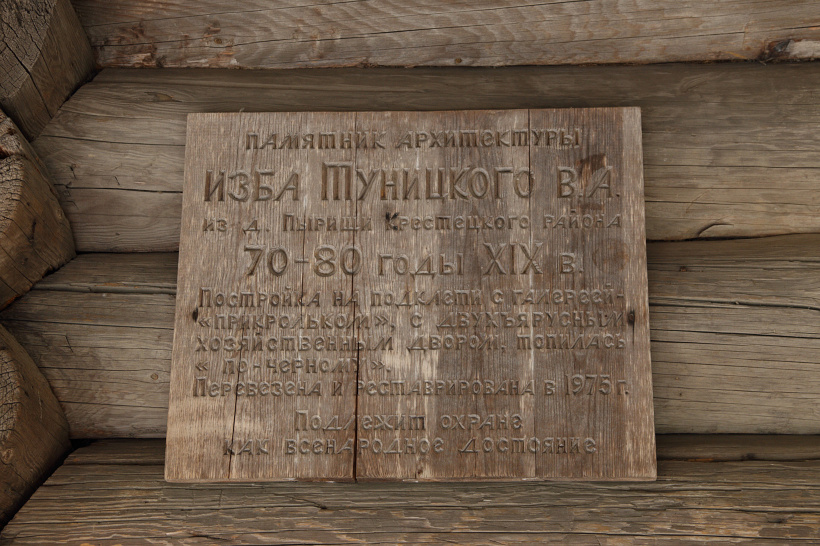 ПАМЯТНИК АРХИТЕКТУРЫ
ИЗБА ТУНИЦКОГО В.А.
ИЗ Д. ПЫРИЩИ КРЕСТЕЦКОГО РАЙОНА
70-80 ГОДЫ XIX В.
ПОСТРОЙКА НА ПОДКЛЕТИ С ГАЛЕРЕЕЙ-
«ПРИКРОЛЬКОМ», С ДВУХЪЯРУСНЫМ
ХОЗЯЙСТВЕННЫМ ДВОРОМ, ТОПИЛАСЬ
« ПО-ЧЕРНОМУ».
ПЕРЕВЕЗЕНА И РЕСТАВРИРОВАНА В 1975 Г.
ПОДЛЕЖИТ ОХРАНЕ
КАК ВСЕНАРОДНОЕ ДОСТОЯНИЕ